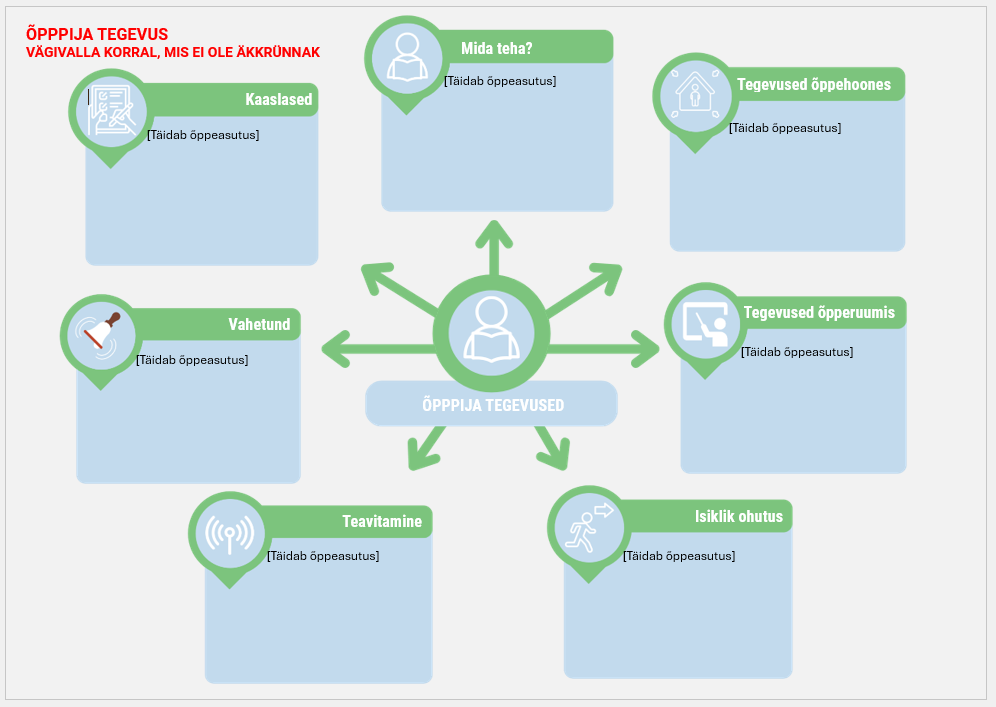 ÕPPPIJA TEGEVUS
VÄGIVALLA KORRAL, MIS EI OLE ÄKKRÜNNAK
Mida teha?
[Täidab õppeasutus]
Kaaslased
[Täidab õppeasutus]
Tegevused õppehoones
[Täidab õppeasutus]
Vahetund
[Täidab õppeasutus]
Tegevused õpperuumis
[Täidab õppeasutus]
ÕPPPIJA TEGEVUSED
Teavitamine
[Täidab õppeasutus]
Isiklik ohutus
[Täidab õppeasutus]